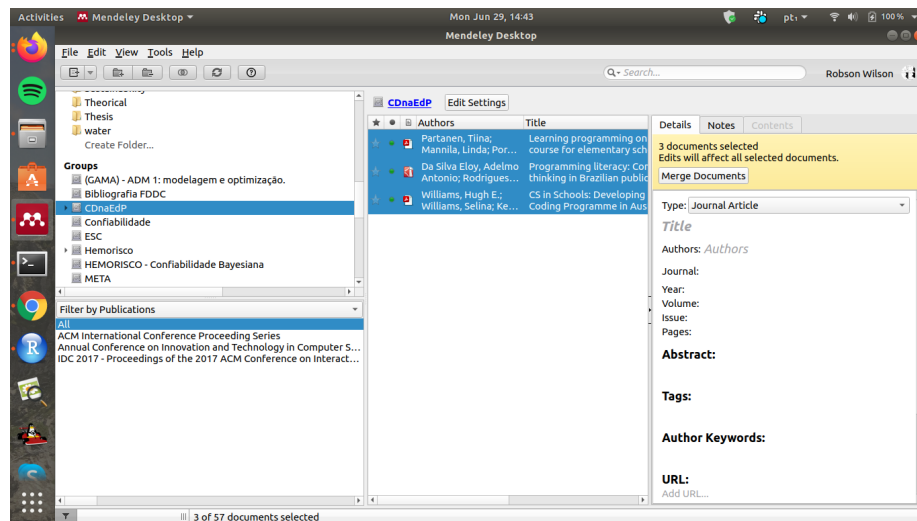 Activities
Mendeley Desktop
Mon Jun 29, 14:43
pt₁
100 %
Mendeley Desktop
File Edit View Tools Help
Search...
Robson Wilson
Theorical
Thesis
water
Create Folder...
Groups
(GAMA) - ADM 1: modelagem e optimização.
Bibliografia FDDC
CDnaEdP
Confiabilidade
ESC
Hemorisco
HEMORISCO - Confiabilidade Bayesiana
META
Filter by Publications
All
ACM International Conference Proceeding Series
Annual Conference on Innovation and Technology in Computer S...
IDC 2017 - Proceedings of the 2017 ACM Conference on Interact...
CDnaEdP
Edit Settings
Authors
Title
Partanen, Tiina;
Mannila, Linda; Por...
Learning programming on
course for elementary sch
Da Silva Eloy, Adelmo
Antonio; Rodrigues...
Programming literacy: Com
thinking in Brazilian public
Williams, Hugh E.;
Williams, Selina; Ke...
CS in Schools: Developing
Coding Programme in Aus
Details
Notes
Contents
3 documents selected
Edits will affect all selected documents.
Merge Documents
Type: Journal Article
Title
Authors: Authors
Journal:
Year:
Volume:
Issue:
Pages:
Abstract:
Tags:
Author Keywords:
URL:
Add URL...
3 of 57 documents selected